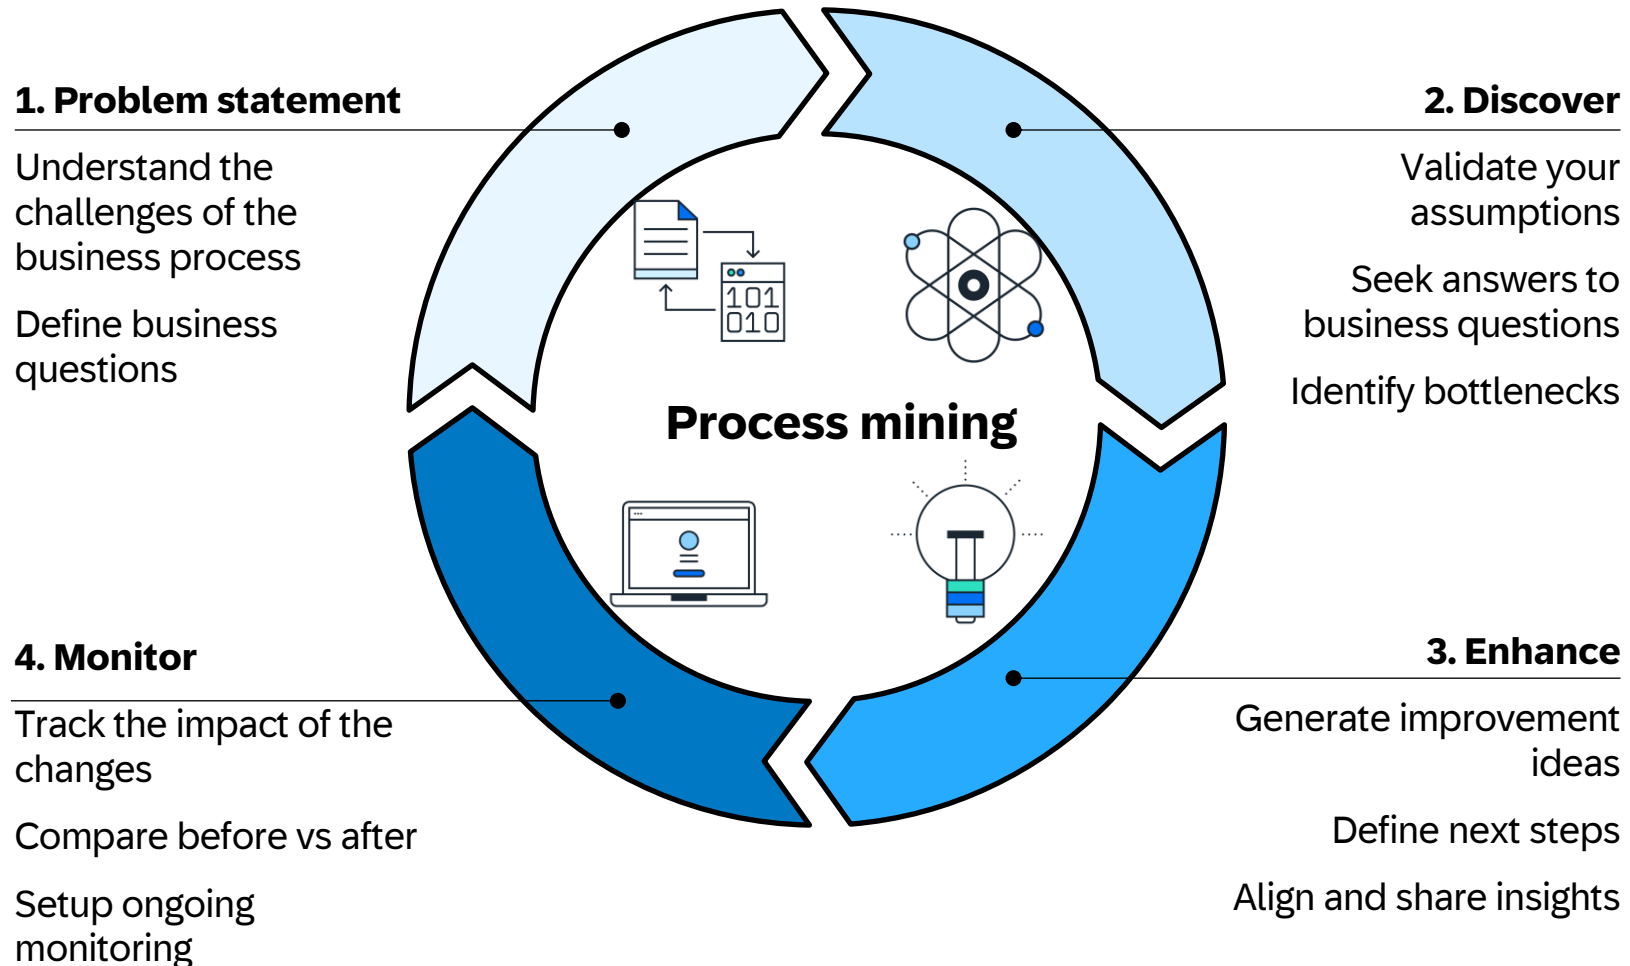 1. Problem statement
Understand the
challenges of the
business process
Define business
questions
2. Discover
Validate your
assumptions
Seek answers to
business questions
Identify bottlenecks
101
010
Process mining
4. Monitor
Track the impact of the
changes
Compare before vs after
Setup ongoing
monitoring
3. Enhance
Generate improvement
ideas
Define next steps
Align and share insights